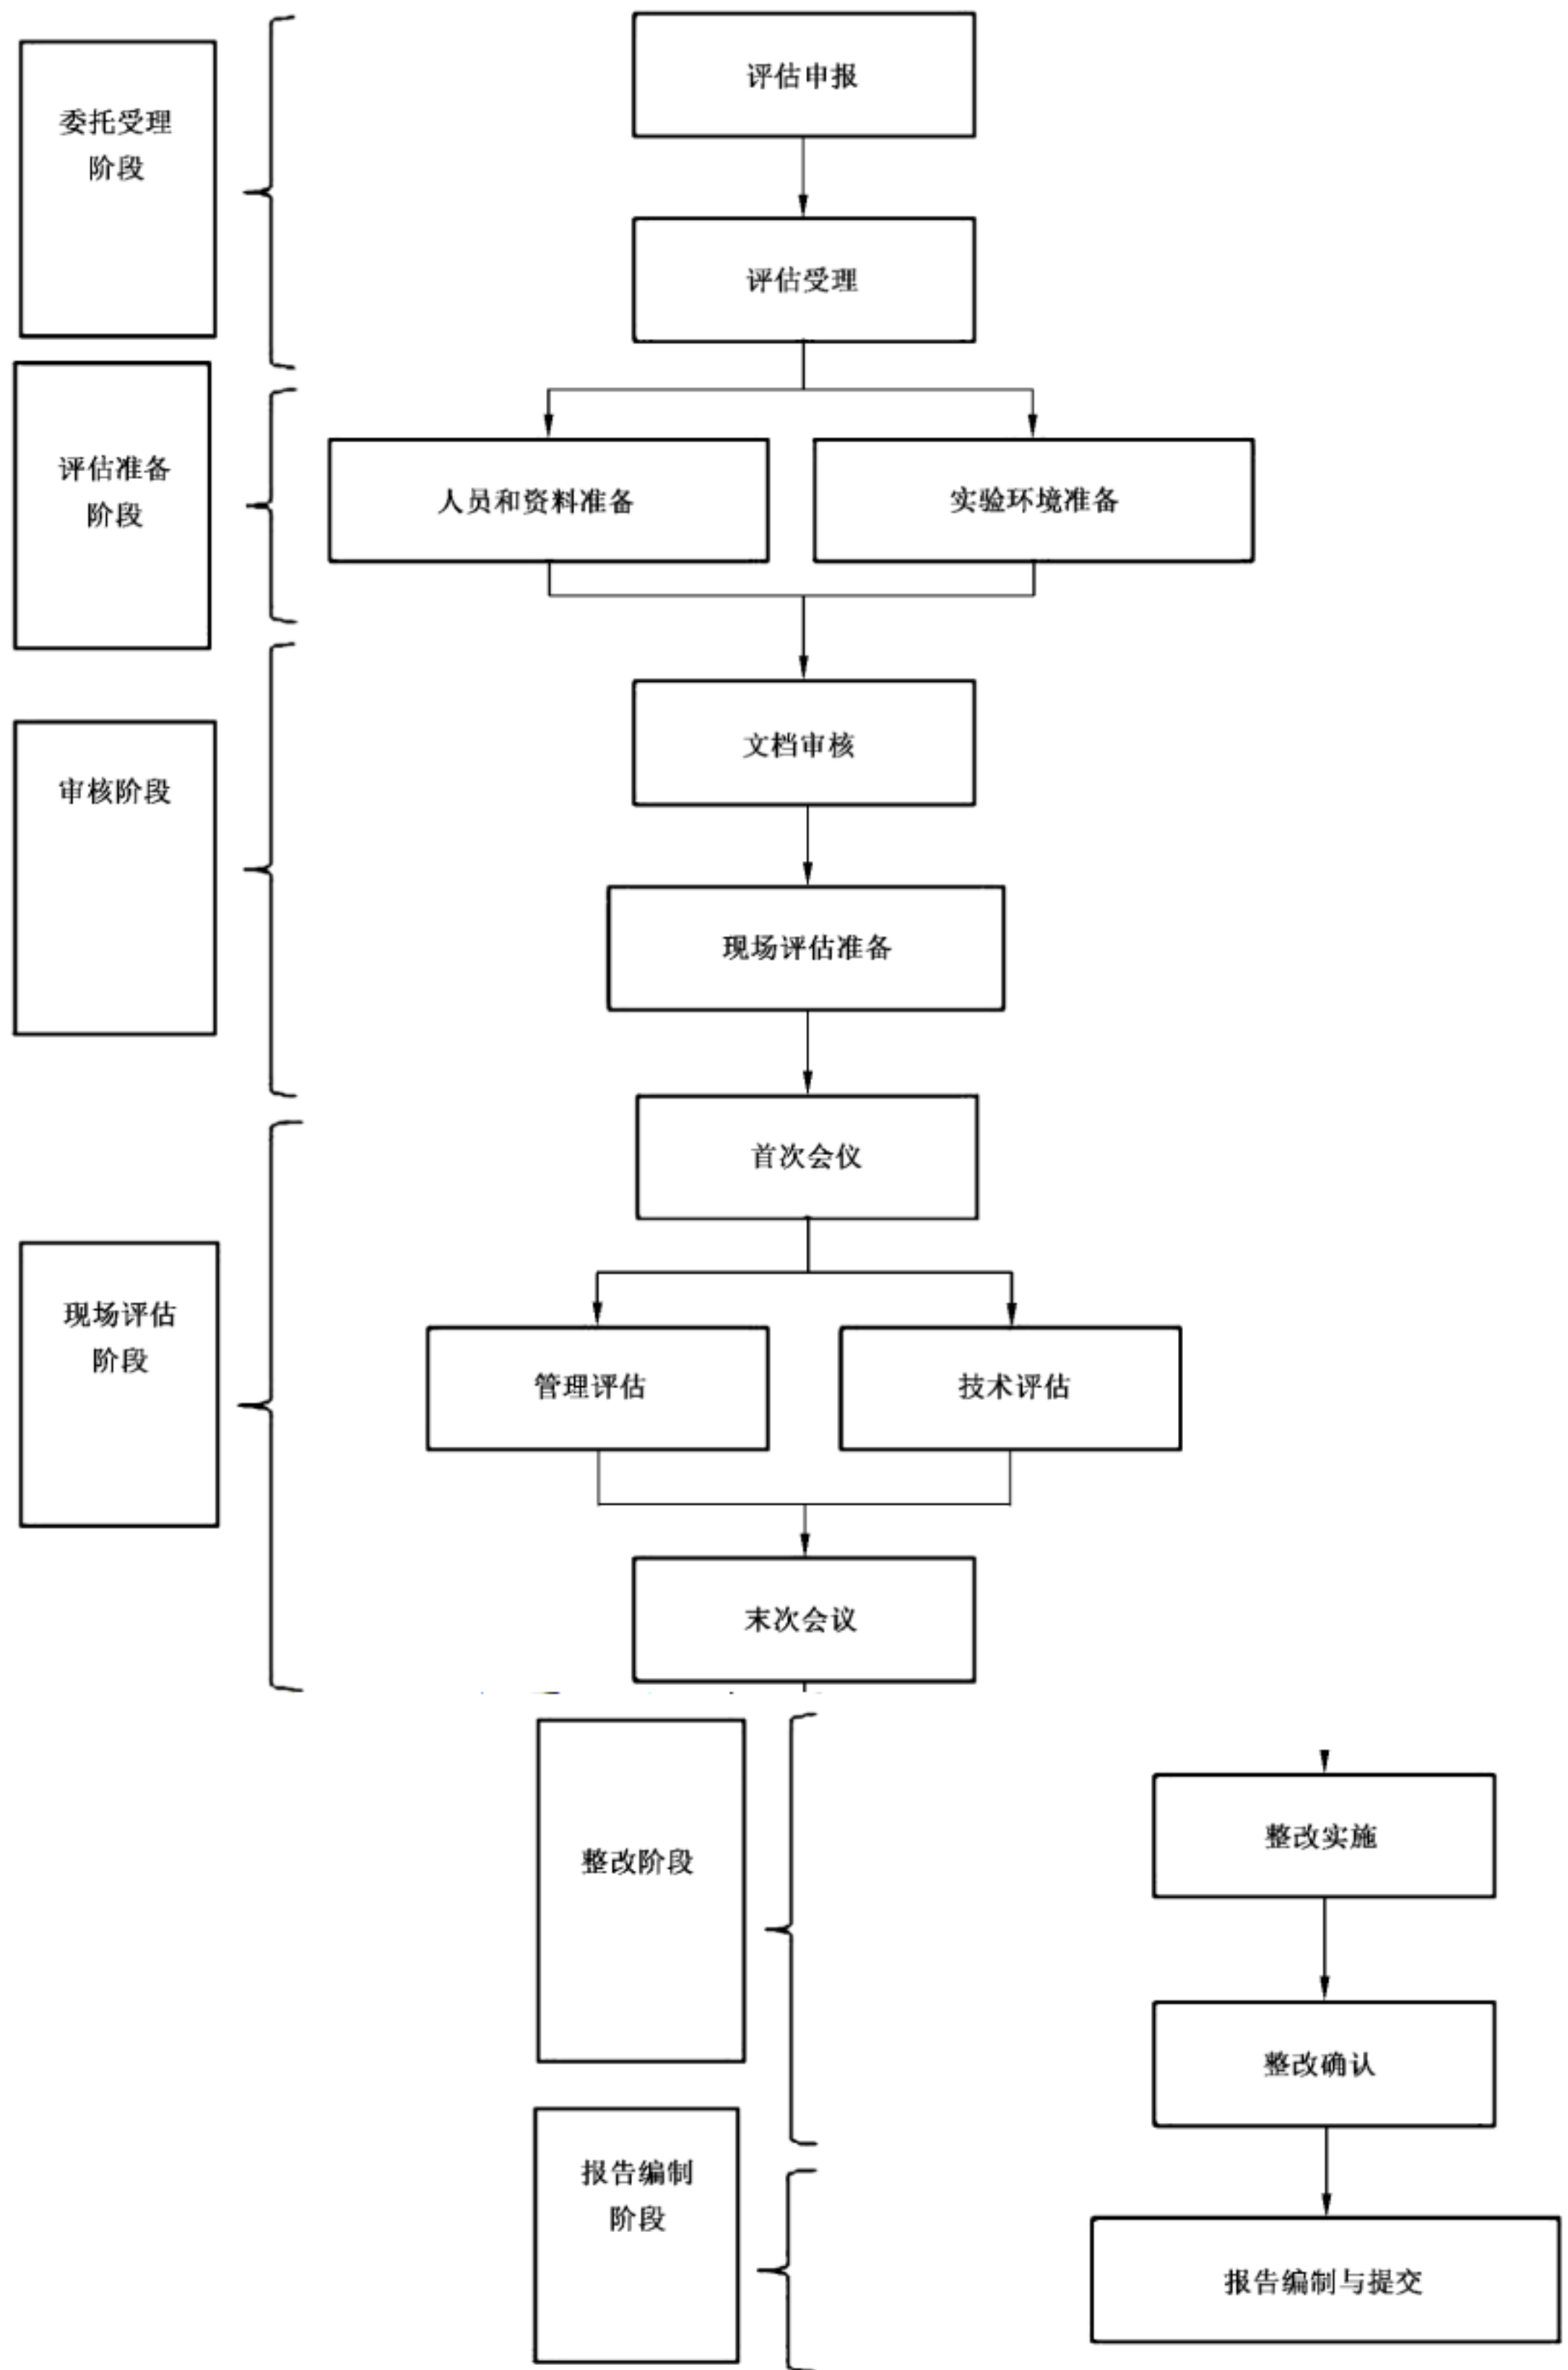 委托受理
阶段
评估申报
评估受理
评估准备
阶段
人员和资料准备
实验环境准备
审核阶段
文档审核
现场评估准备
现场评估
阶段
首次会仪
管理评估
技术评估
末次会议
整改阶段
整改实施
整改确认
报告编制
阶段
报告编制与提交